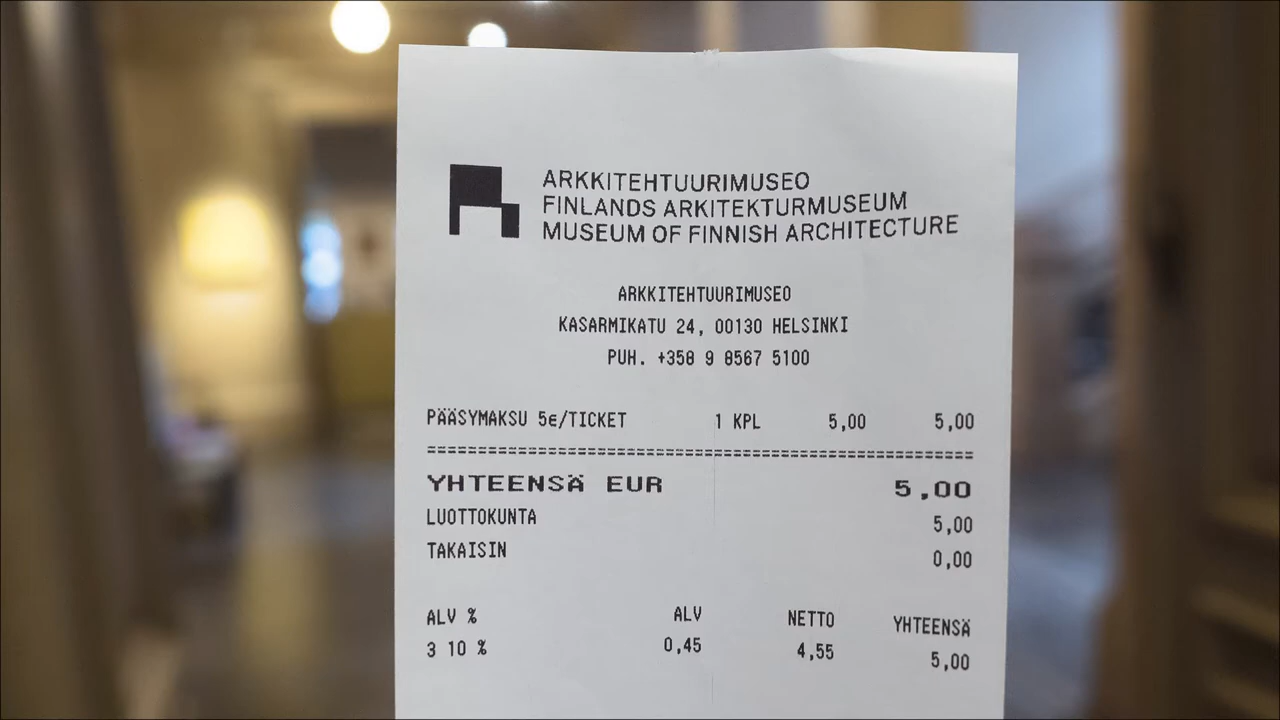 ARKKITEHTUURIMUSEO
FINLANDS ARKITEKTURMUSEUM
MUSEUM OF FINNISH ARCHITECTURE
ARKKITEHTUURIMUSEO
KASARMIKATU 24, 00130 HELSINKI
PUH. +358 9 8567 5100
PÄÄSYMAKSU 5€/TICKET 1 KPL 5,00 5,00
==================================================
YHTEENSÄ EUR 5,00
LUOTTOKUNTA 5,00
TAKAISIN 0,00
ALV % ALV NETTO YHTEENSÄ
3 10 % 0,45 4,55 5,00